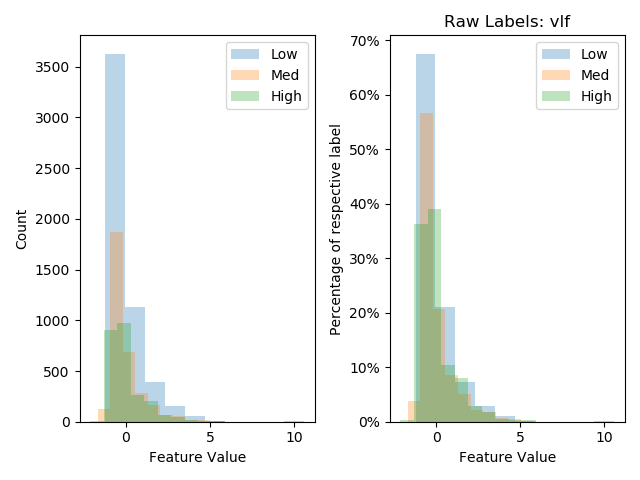 Raw Labels: vlf
Low
Med
High
3500
3000
2500
2000
1500
1000
500
0
Count
0
5
10
Feature Value
Low
Med
High
70%
60%
50%
40%
30%
20%
10%
0%
Percentage of respective label
0
5
10
Feature Value